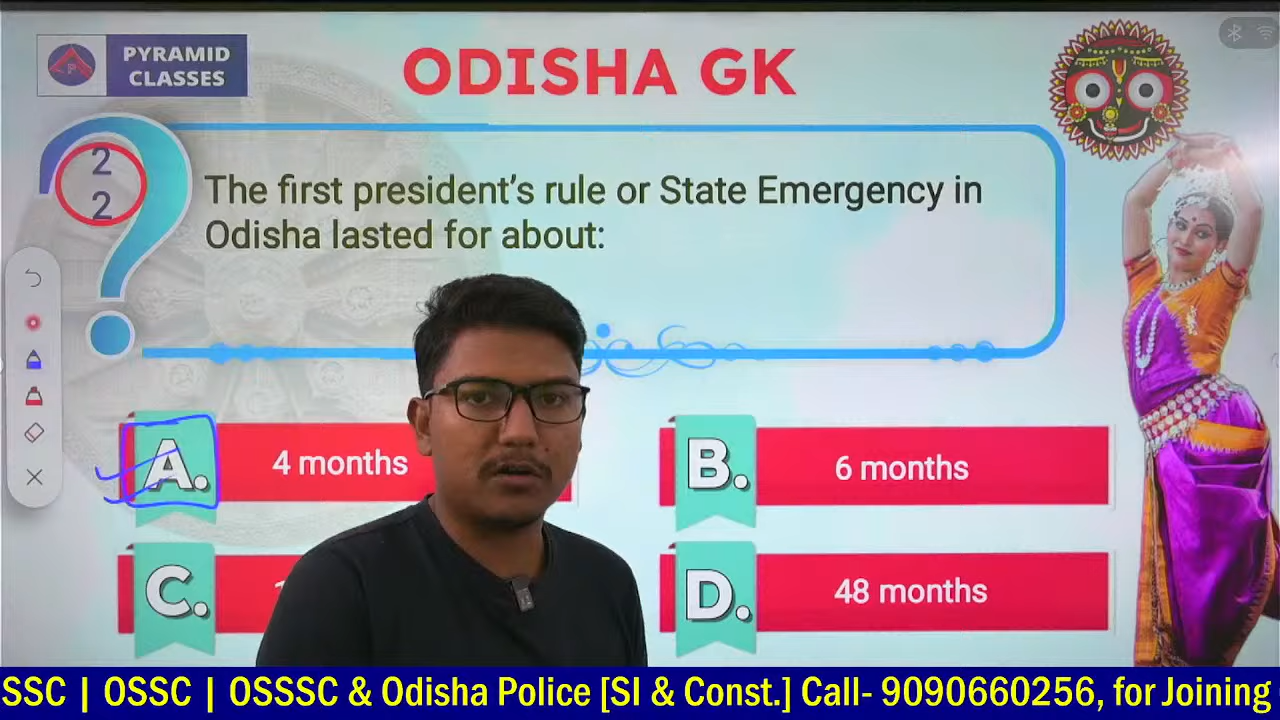 PYRAMID
CLASSES
ODISHA GK
2
2
The first president's rule or State Emergency in
Odisha lasted for about:
A. 4 months
B. 6 months
C.
D. 48 months
SSC | OSSC | OSSSC & Odisha Police [SI & Const.] Call- 9090660256, for Joining